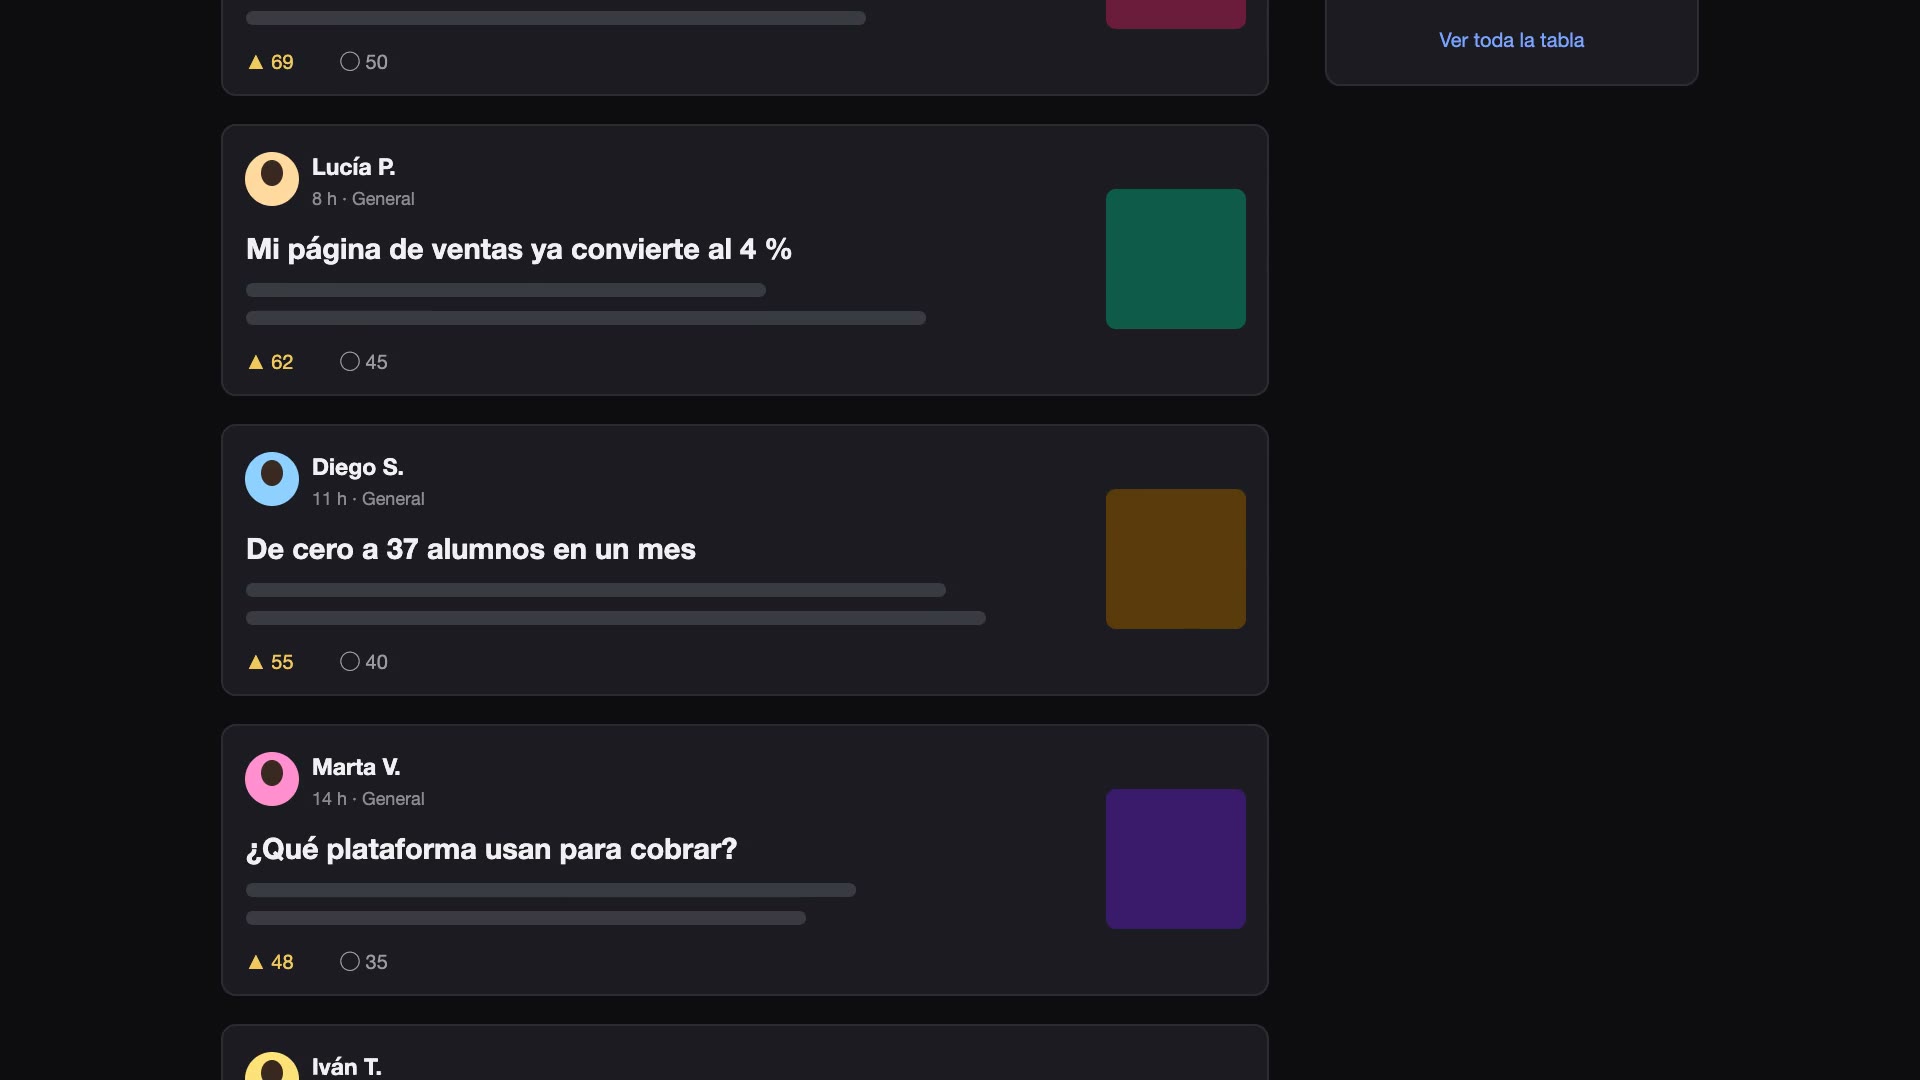 ▲ 69 ◯ 50
Ver toda la tabla
Lucía P.
8 h · General
Mi página de ventas ya convierte al 4 %
▲ 62 ◯ 45
Diego S.
11 h · General
De cero a 37 alumnos en un mes
▲ 55 ◯ 40
Marta V.
14 h · General
¿Qué plataforma usan para cobrar?
▲ 48 ◯ 35
Iván T.